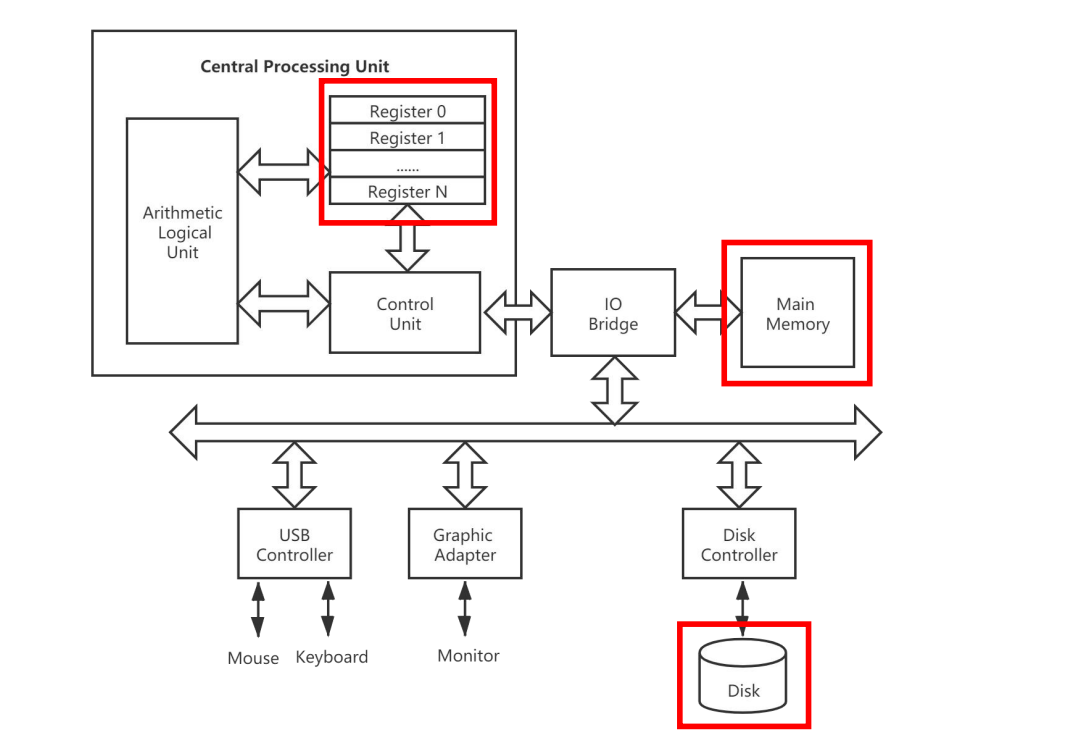 Central Processing Unit
Register 0
Register 1
......
Register N
Arithmetic
Logical
Unit
Control
Unit
IO
Bridge
Main
Memory
USB
Controller
Graphic
Adapter
Disk
Controller
Mouse
Keyboard
Monitor
Disk